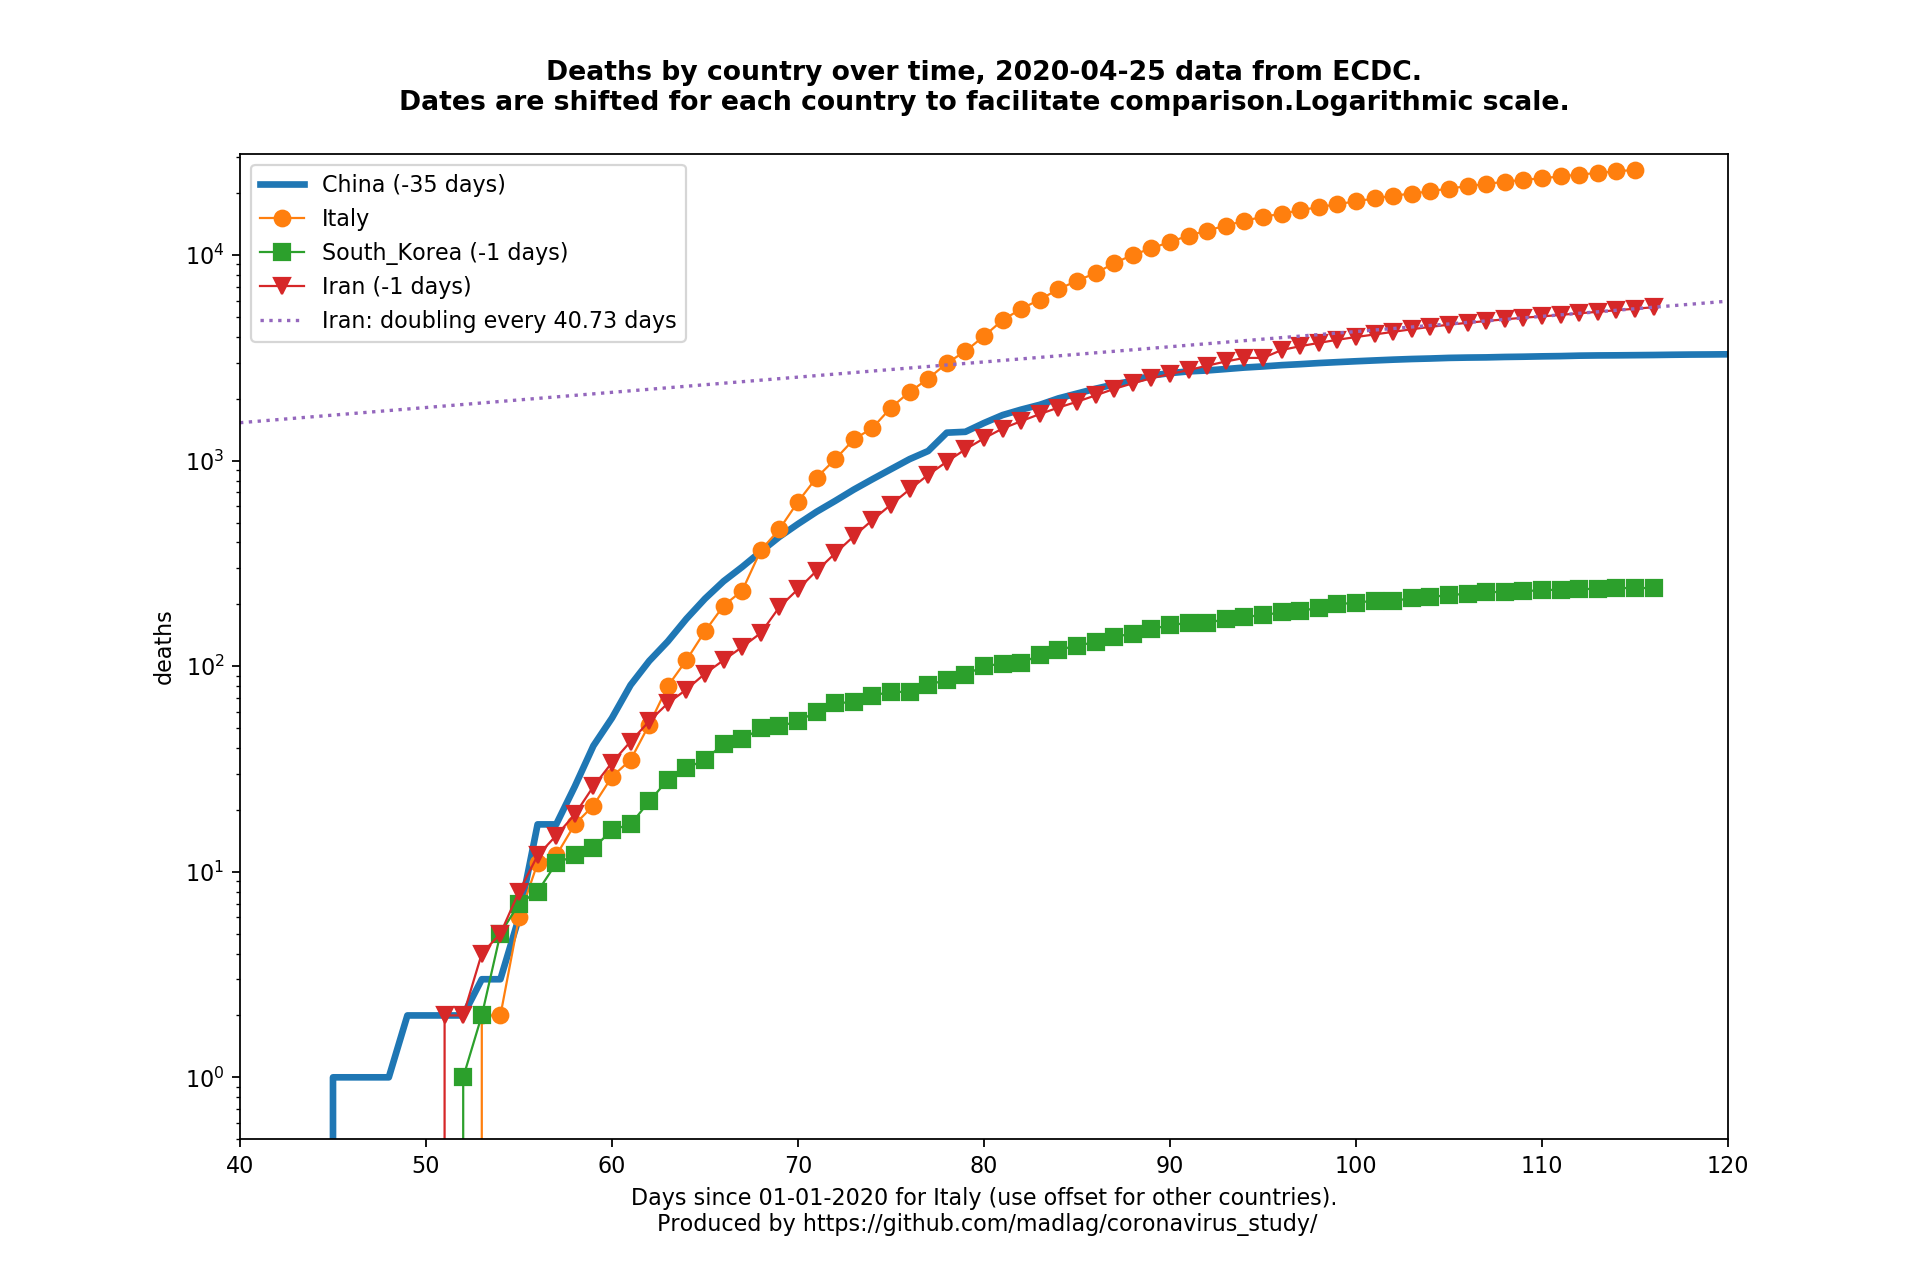 Deaths by country over time, 2020-04-25 data from ECDC.
Dates are shifted for each country to facilitate comparison.Logarithmic scale.
China (-35 days)
Italy
South_Korea (-1 days)
Iran (-1 days)
Iran: doubling every 40.73 days
10⁴
10³
10²
10¹
10⁰
deaths
40 50 60 70 80 90 100 110 120
Days since 01-01-2020 for Italy (use offset for other countries).
Produced by https://github.com/madlag/coronavirus_study/